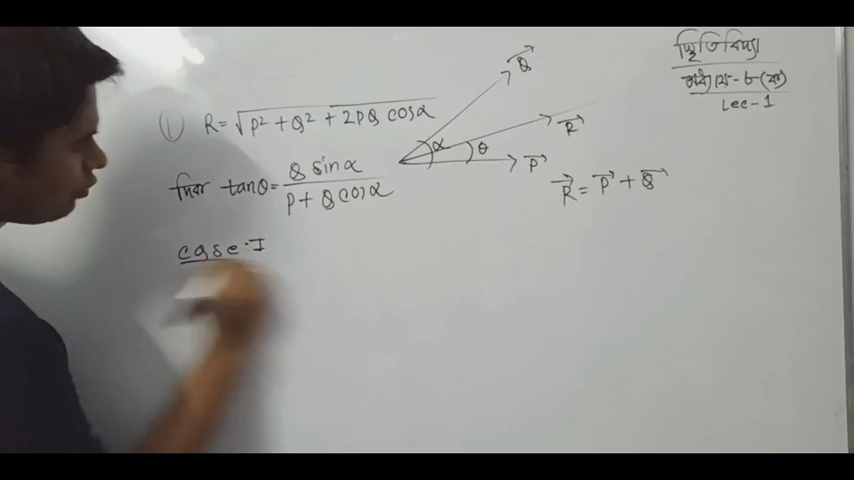 স্থিতিবিদ্যা
অধ্যায়-৮(ক)
Lec-1
① R=√P²+Q²+2PQ cosα
দিক tanθ= Q sinα / P+Q cosα
Q⃗
R⃗
P⃗
α
θ
R⃗ = P⃗ + Q⃗
case:I